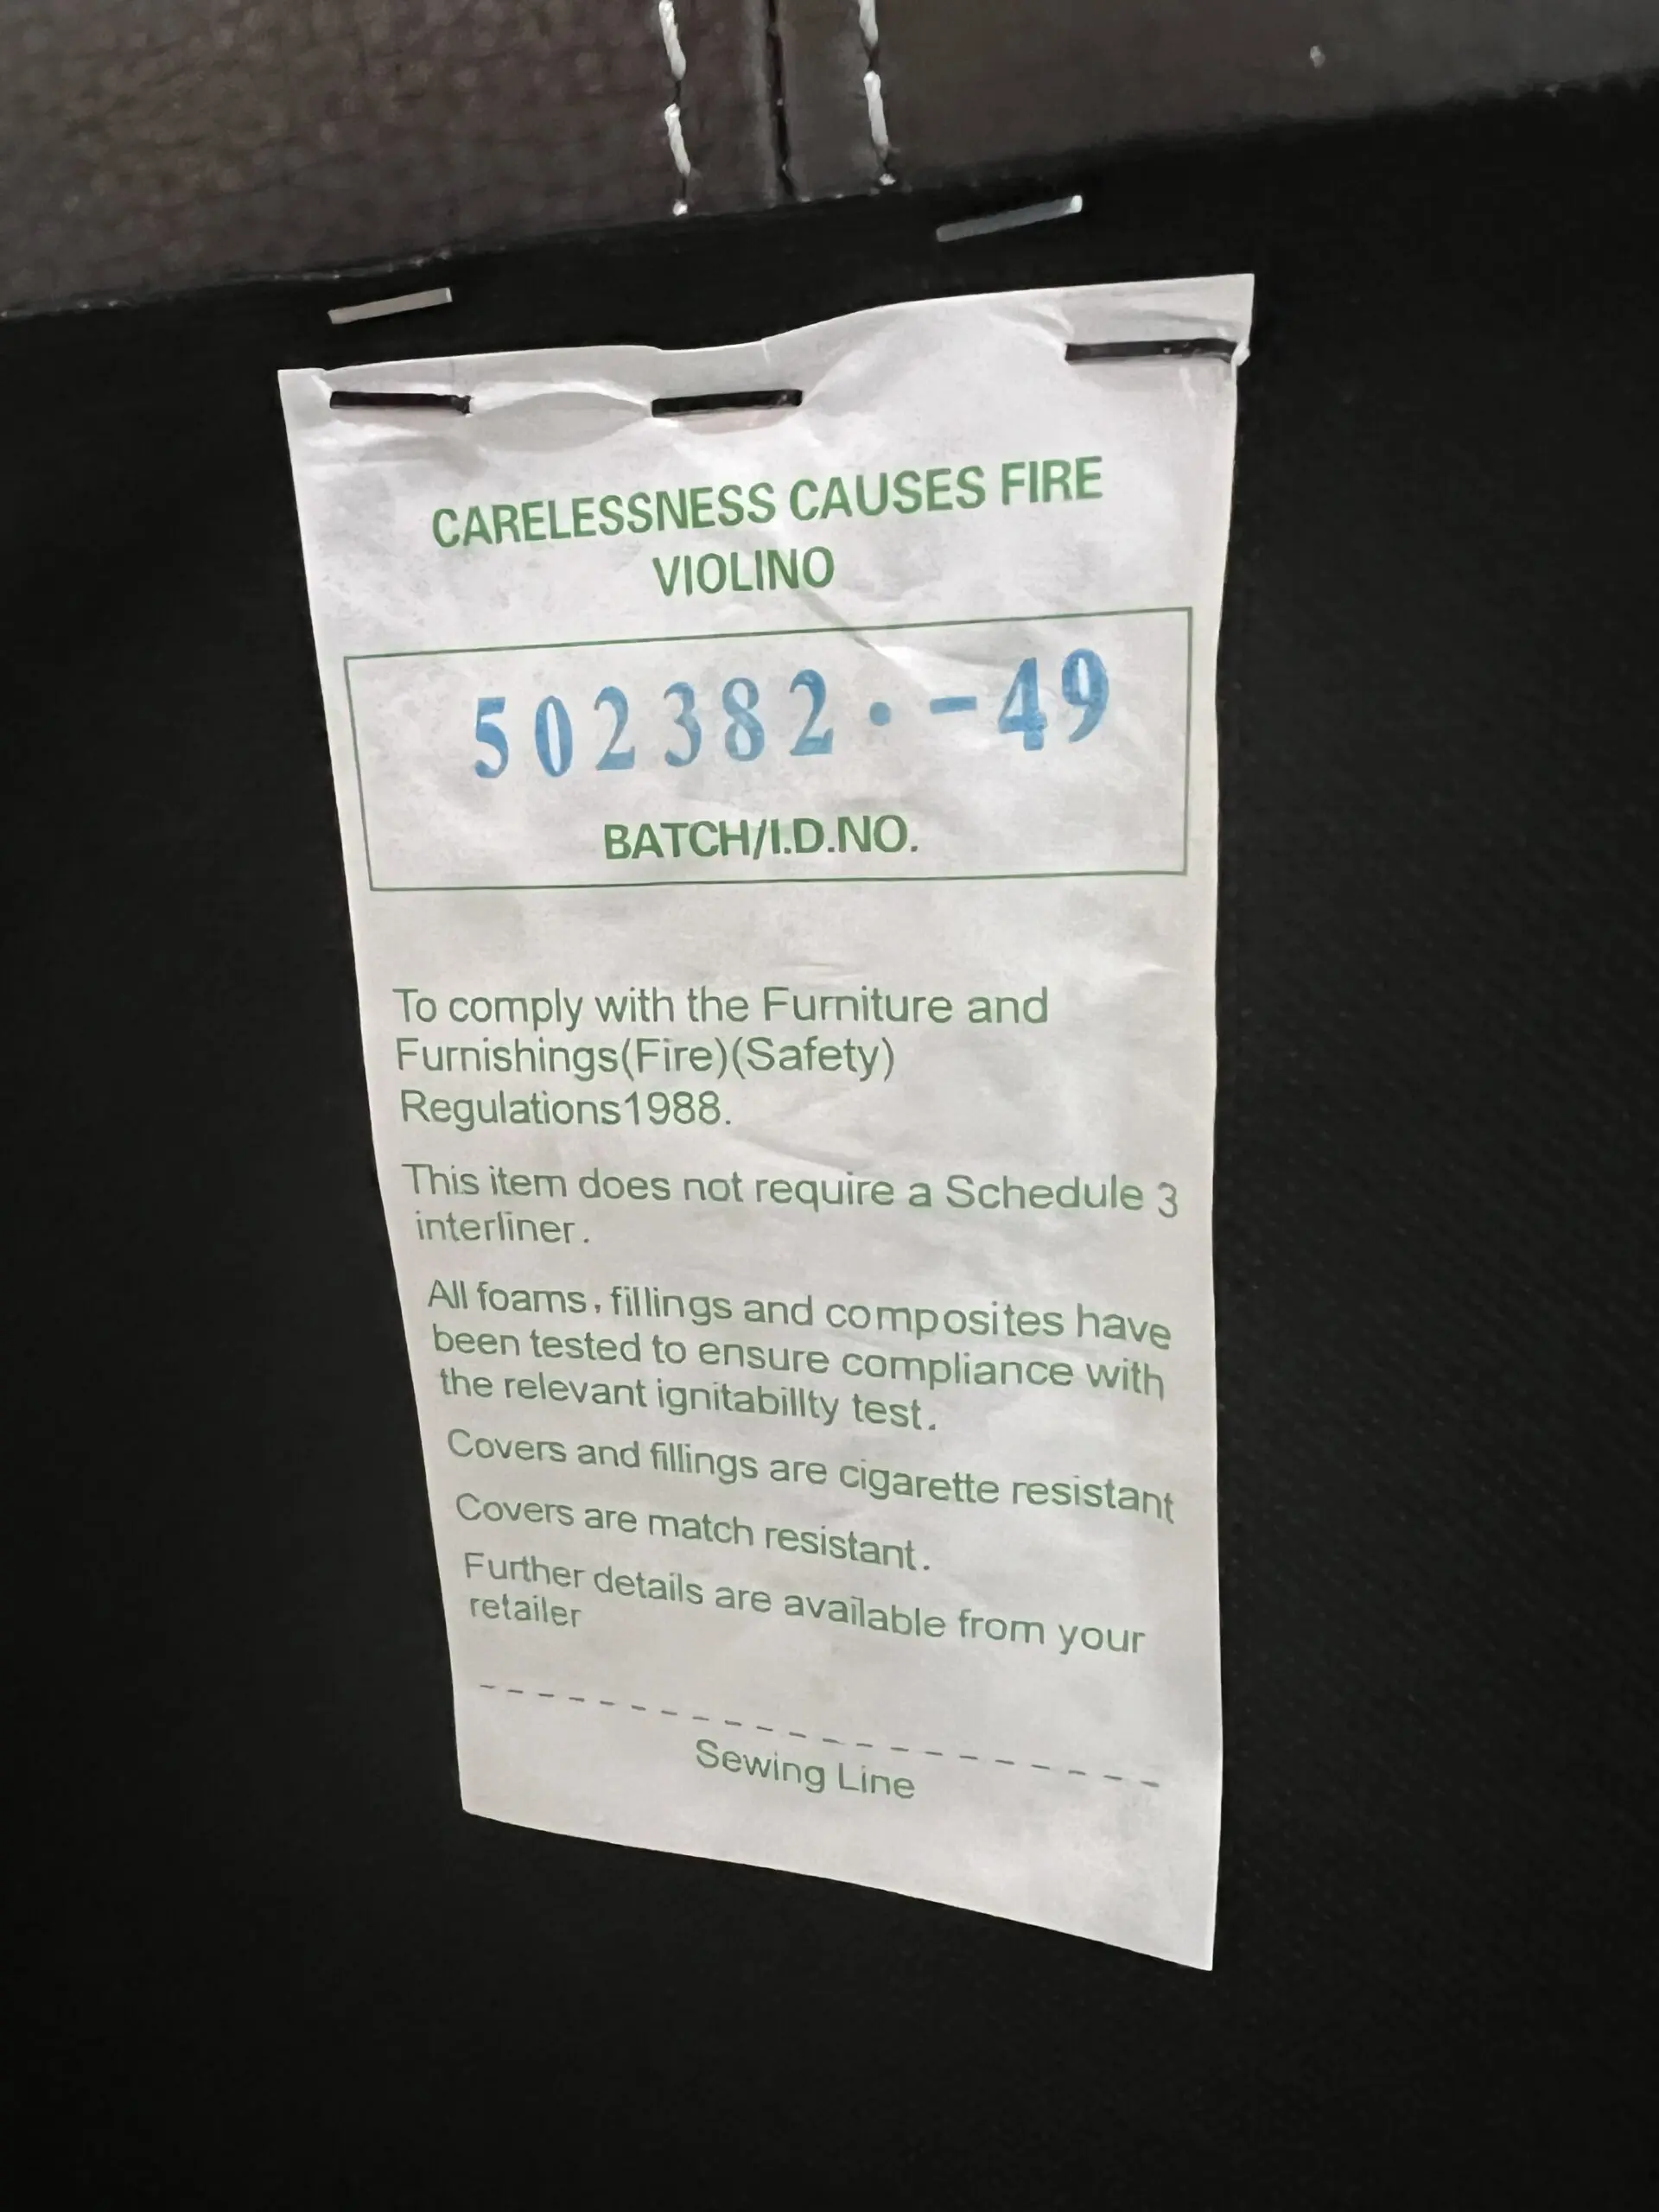 CARELESSNESS CAUSES FIRE
VIOLINO
502382·-49
BATCH/I.D.NO.
To comply with the Furniture and
Furnishings(Fire)(Safety)
Regulations1988.
This item does not require a Schedule 3
interliner.
All foams, fillings and composites have
been tested to ensure compliance with
the relevant ignitabillty test.
Covers and fillings are cigarette resistant
Covers are match resistant.
Further details are available from your
retailer
Sewing Line